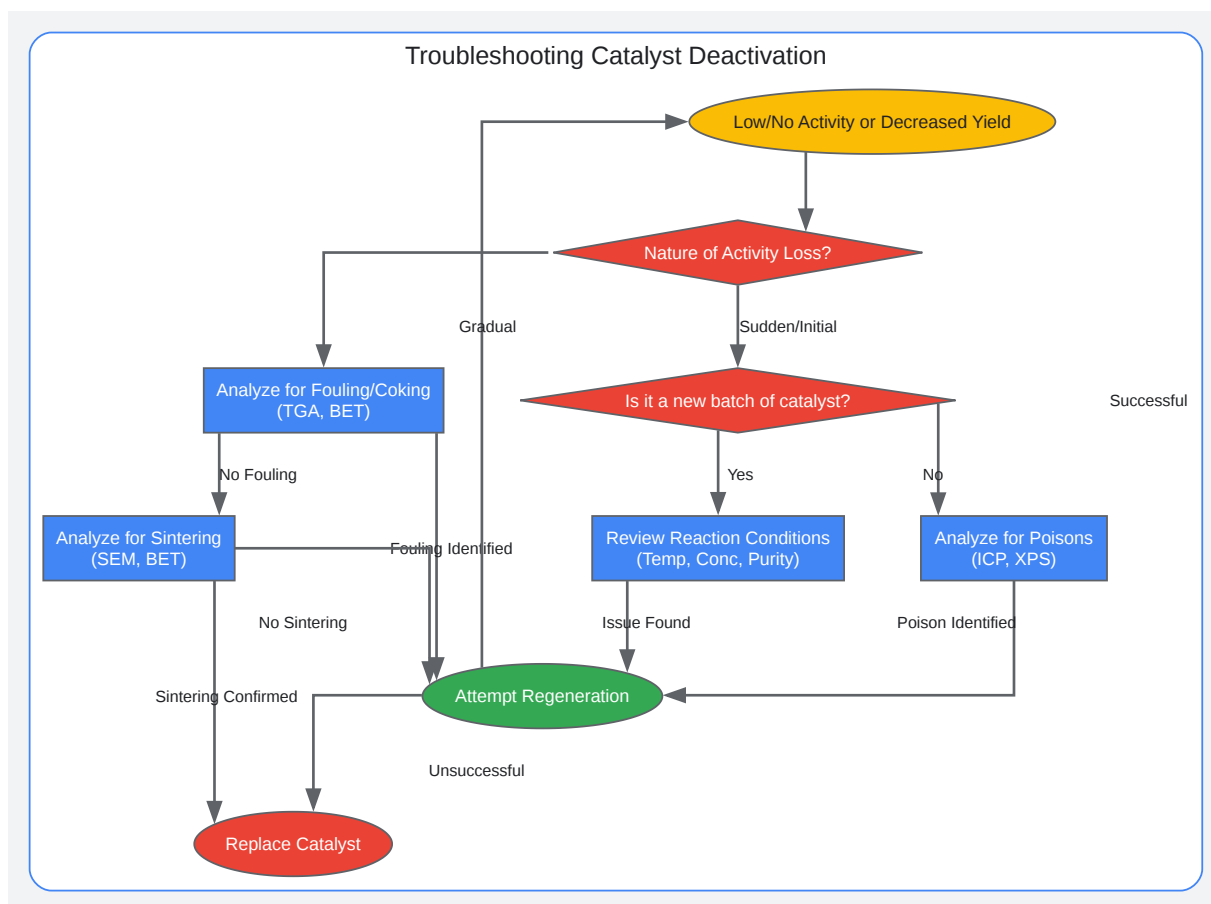 Troubleshooting Catalyst Deactivation
Low/No Activity or Decreased Yield
Nature of Activity Loss?
Gradual
Sudden/Initial
Analyze for Fouling/Coking
(TGA, BET)
Is it a new batch of catalyst?
Successful
No Fouling
Yes
No
Analyze for Sintering
(SEM, BET)
Fouling Identified
Review Reaction Conditions
(Temp, Conc, Purity)
Analyze for Poisons
(ICP, XPS)
No Sintering
Issue Found
Poison Identified
Sintering Confirmed
Attempt Regeneration
Unsuccessful
Replace Catalyst